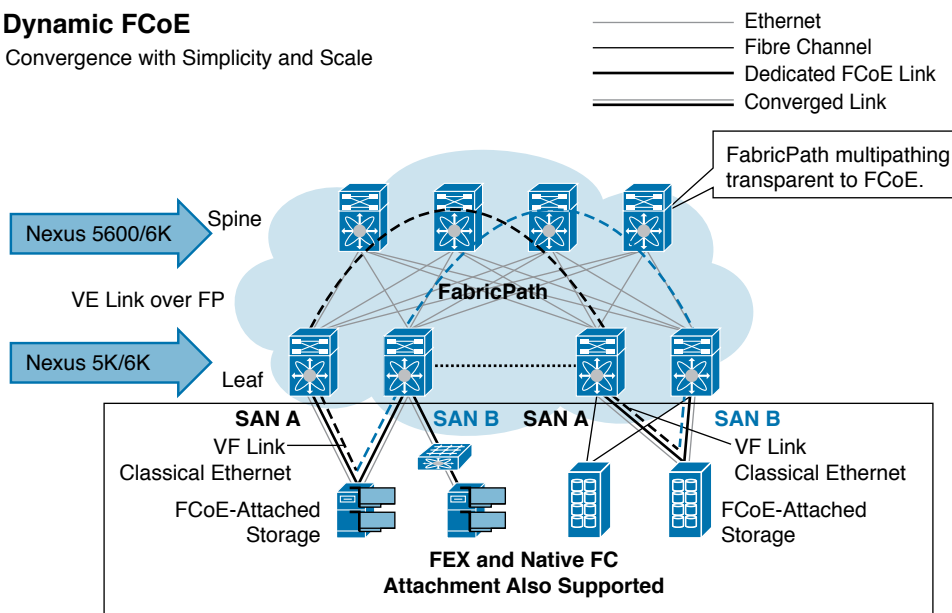 Dynamic FCoE
Convergence with Simplicity and Scale
Ethernet
Fibre Channel
Dedicated FCoE Link
Converged Link
FabricPath multipathing
transparent to FCoE.
Nexus 5600/6K
Spine
VE Link over FP
FabricPath
Nexus 5K/6K
Leaf
SAN A
SAN B
SAN A
SAN B
VF Link
Classical Ethernet
VF Link
Classical Ethernet
FCoE-Attached
Storage
FCoE-Attached
Storage
FEX and Native FC
Attachment Also Supported